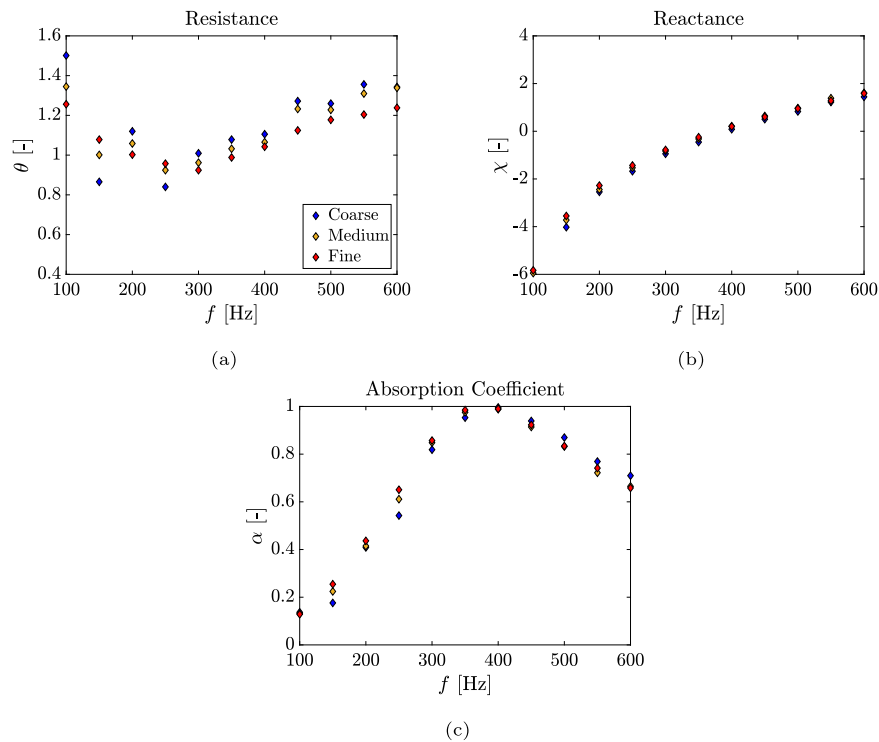 Resistance
1.6
1.4
1.2
1
0.8
0.6
0.4
θ [-]
Coarse
Medium
Fine
100 200 300 400 500 600
f [Hz]
(a)
Reactance
4
2
0
-2
-4
-6
χ [-]
100 200 300 400 500 600
f [Hz]
(b)
Absorption Coefficient
1
0.8
0.6
0.4
0.2
0
α [-]
100 200 300 400 500 600
f [Hz]
(c)